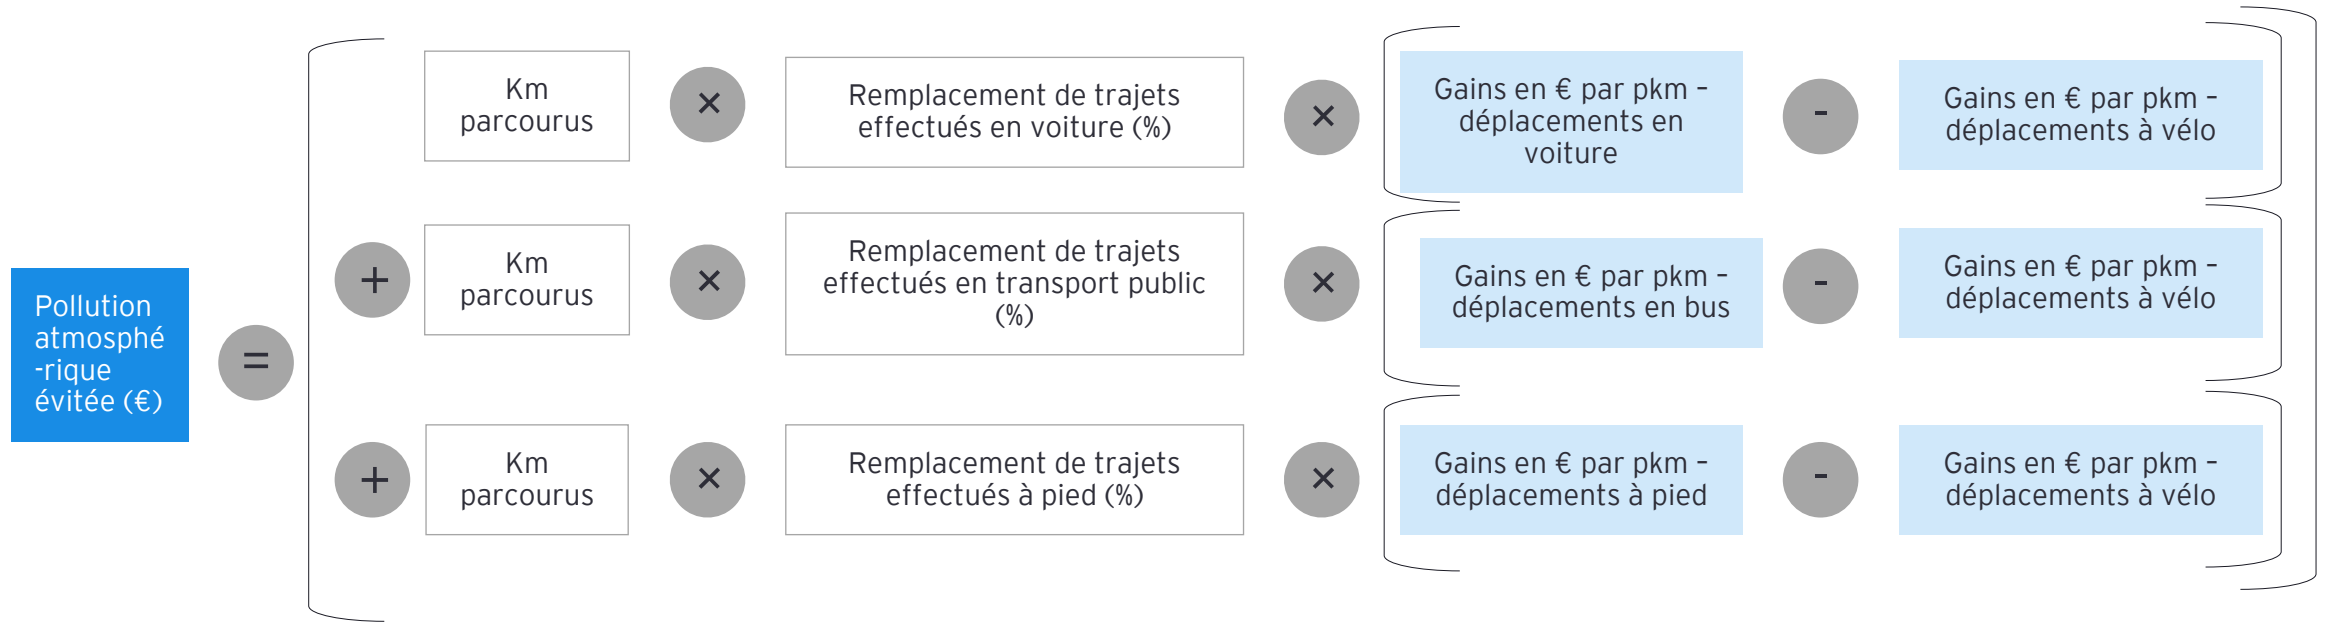 Pollution
atmosphé
-rique
évitée (€)
=
Km
parcourus
×
Remplacement de trajets
effectués en voiture (%)
×
Gains en € par pkm –
déplacements en
voiture
-
Gains en € par pkm –
déplacements à vélo
+
Km
parcourus
×
Remplacement de trajets
effectués en transport public
(%)
×
Gains en € par pkm –
déplacements en bus
-
Gains en € par pkm –
déplacements à vélo
+
Km
parcourus
×
Remplacement de trajets
effectués à pied (%)
×
Gains en € par pkm –
déplacements à pied
-
Gains en € par pkm –
déplacements à vélo